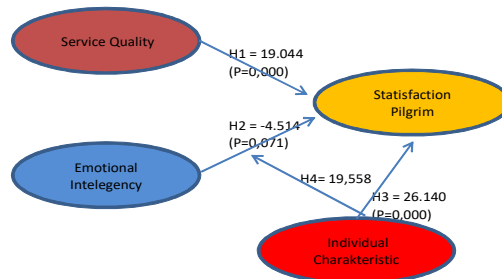 Service Quality
H1 = 19.044
(P=0,000)
Statisfaction
Pilgrim
H2 = -4.514
(P=0,071)
Emotional
Intelegency
H4= 19,558
H3 = 26.140
(P=0,000)
Individual
Charakteristic